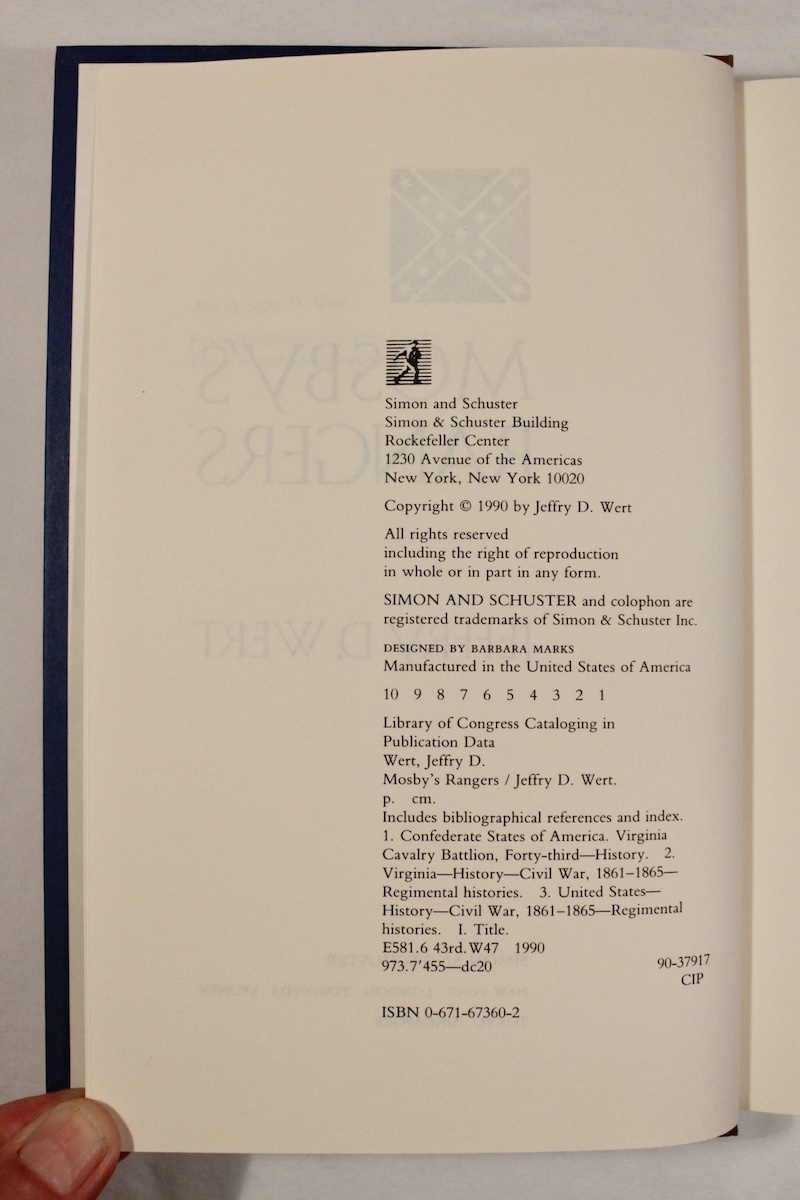 Simon and Schuster
Simon & Schuster Building
Rockefeller Center
1230 Avenue of the Americas
New York, New York 10020
Copyright © 1990 by Jeffry D. Wert
All rights reserved
including the right of reproduction
in whole or in part in any form.
SIMON AND SCHUSTER and colophon are
registered trademarks of Simon & Schuster Inc.
DESIGNED BY BARBARA MARKS
Manufactured in the United States of America
10 9 8 7 6 5 4 3 2 1
Library of Congress Cataloging in
Publication Data
Wert, Jeffry D.
Mosby's Rangers / Jeffry D. Wert.
p. cm.
Includes bibliographical references and index.
1. Confederate States of America. Virginia
Cavalry Battlion, Forty-third—History. 2.
Virginia—History—Civil War, 1861–1865—
Regimental histories. 3. United States—
History—Civil War, 1861–1865—Regimental
histories. I. Title.
E581.6 43rd.W47 1990
973.7'455—dc20 90-37917
CIP
ISBN 0-671-67360-2